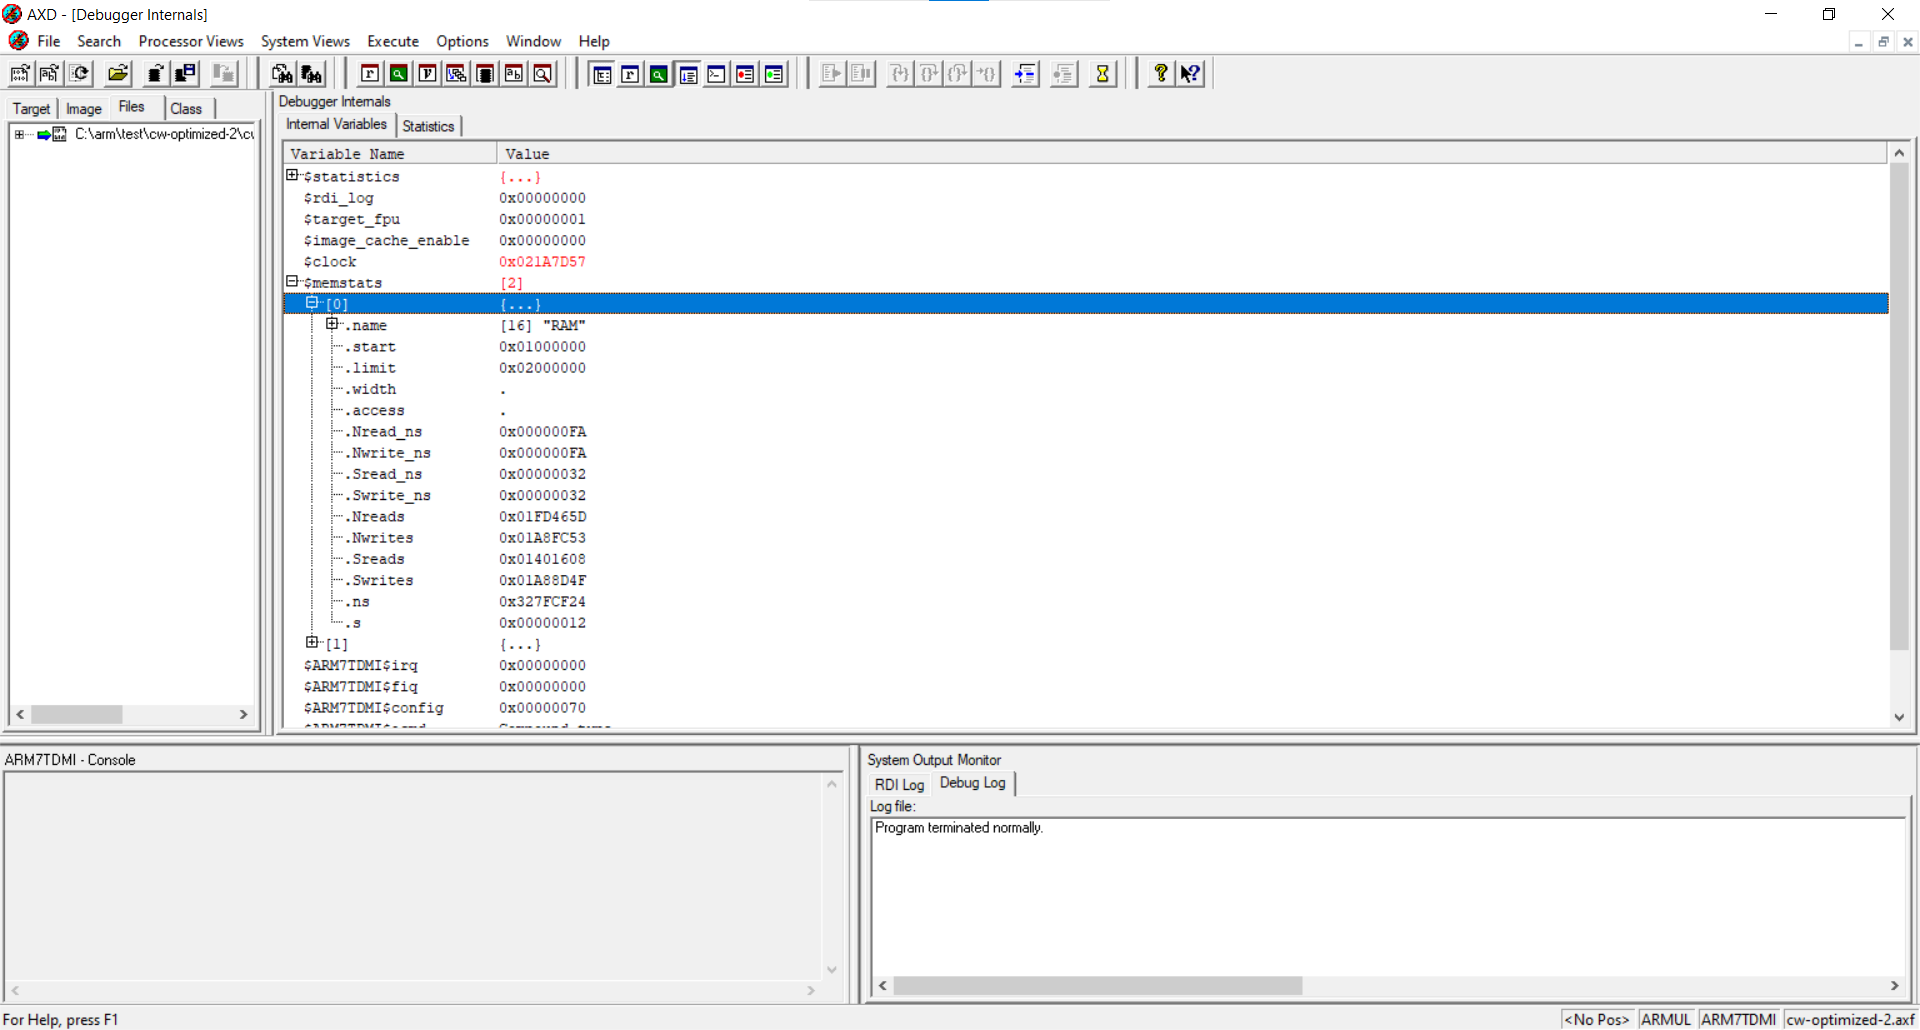 AXD - [Debugger Internals]
File Search Processor Views System Views Execute Options Window Help
Target Image Files Class
C:\arm\test\cw-optimized-2\c
Debugger Internals
Internal Variables Statistics
Variable Name Value
$statistics {...}
$rdi_log 0x00000000
$target_fpu 0x00000001
$image_cache_enable 0x00000000
$clock 0x021A7D57
$memstats [2]
[0] {...}
.name [16] "RAM"
.start 0x01000000
.limit 0x02000000
.width .
.access .
.Nread_ns 0x000000FA
.Nwrite_ns 0x000000FA
.Sread_ns 0x00000032
.Swrite_ns 0x00000032
.Nreads 0x01FD465D
.Nwrites 0x01A8FC53
.Sreads 0x01401608
.Swrites 0x01A88D4F
.ns 0x327FCF24
.s 0x00000012
[1] {...}
$ARM7TDMI$irq 0x00000000
$ARM7TDMI$fiq 0x00000000
$ARM7TDMI$config 0x00000070
ARM7TDMI - Console
System Output Monitor
RDI Log Debug Log
Log file:
Program terminated normally.
For Help, press F1
<No Pos> ARMUL ARM7TDMI cw-optimized-2.axf